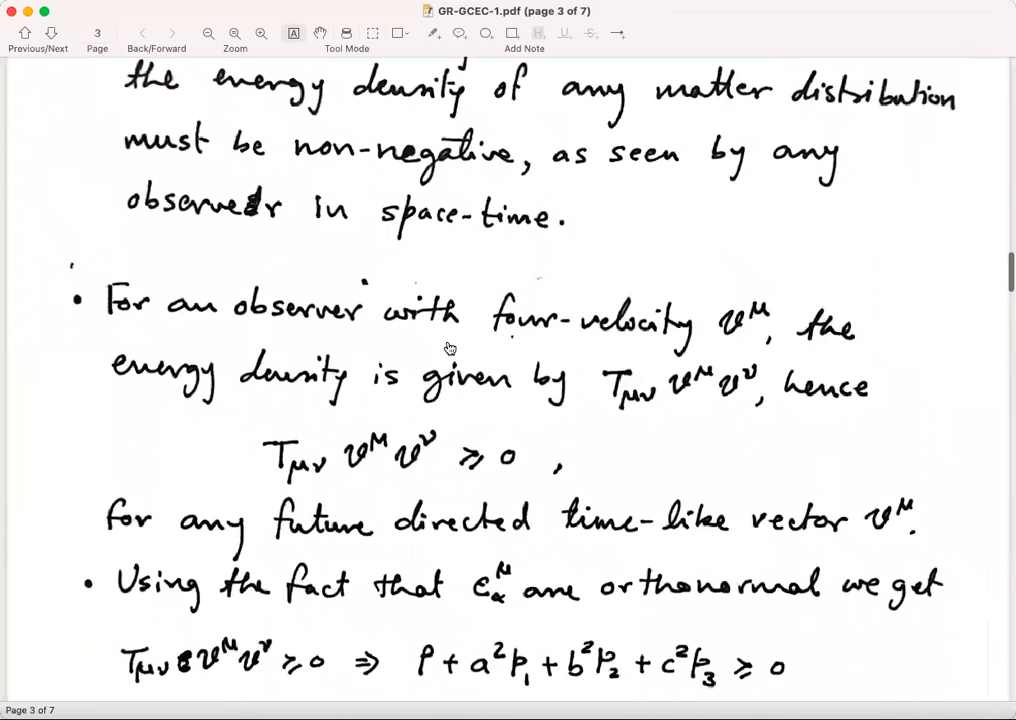 GR-GCEC-1.pdf (page 3 of 7)
3
Previous/Next Page Back/Forward Zoom Tool Mode Add Note
the energy density of any matter distribution
must be non-negative, as seen by any
observer in space-time.
• For an observer with four-velocity v^μ, the
energy density is given by T_μν v^μ v^ν, hence
T_μν v^μ v^ν ⩾ 0 ,
for any future directed time-like vector v^μ.
• Using the fact that e_α^μ are orthonormal we get
T_μν v^μ v^ν ⩾ 0 ⇒ ρ + a²p₁ + b²p₂ + c²p₃ ⩾ 0
Page 3 of 7